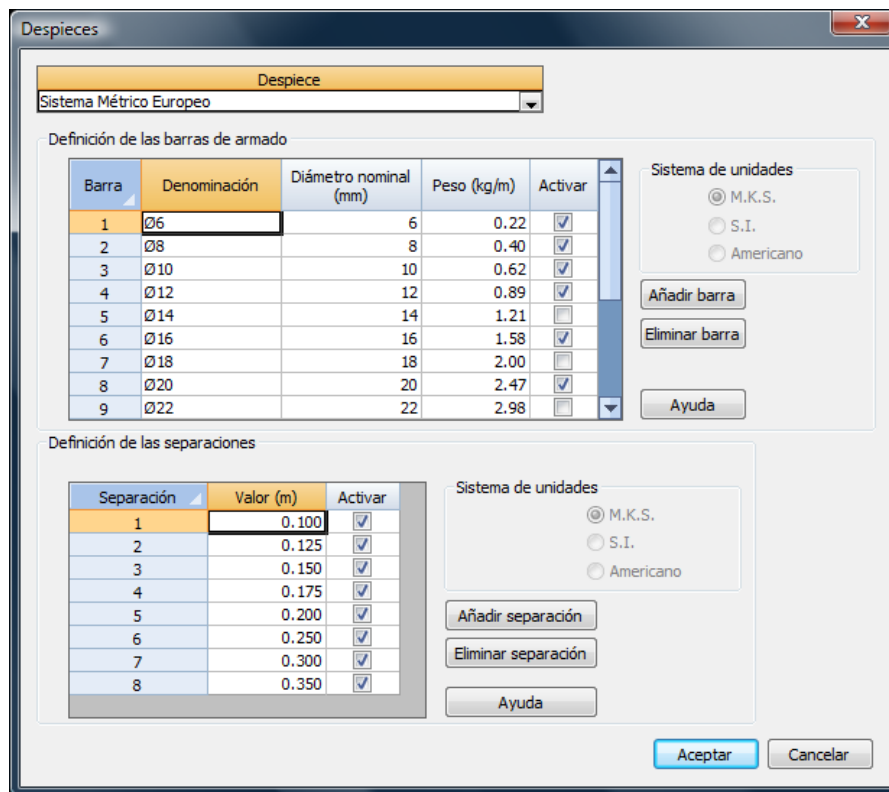 Despieces
Despiece
Sistema Métrico Europeo
Definición de las barras de armado
Barra Denominación Diámetro nominal (mm) Peso (kg/m) Activar
1 Ø6 6 0.22
2 Ø8 8 0.40
3 Ø10 10 0.62
4 Ø12 12 0.89
5 Ø14 14 1.21
6 Ø16 16 1.58
7 Ø18 18 2.00
8 Ø20 20 2.47
9 Ø22 22 2.98
Sistema de unidades
M.K.S.
S.I.
Americano
Añadir barra
Eliminar barra
Ayuda
Definición de las separaciones
Separación Valor (m) Activar
1 0.100
2 0.125
3 0.150
4 0.175
5 0.200
6 0.250
7 0.300
8 0.350
Sistema de unidades
M.K.S.
S.I.
Americano
Añadir separación
Eliminar separación
Ayuda
Aceptar Cancelar